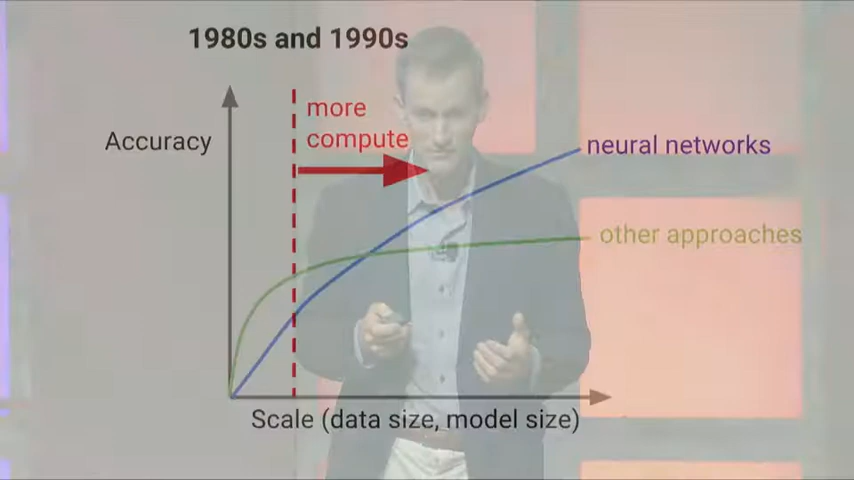 1980s and 1990s
more
compute
Accuracy
neural networks
other approaches
Scale (data size, model size)